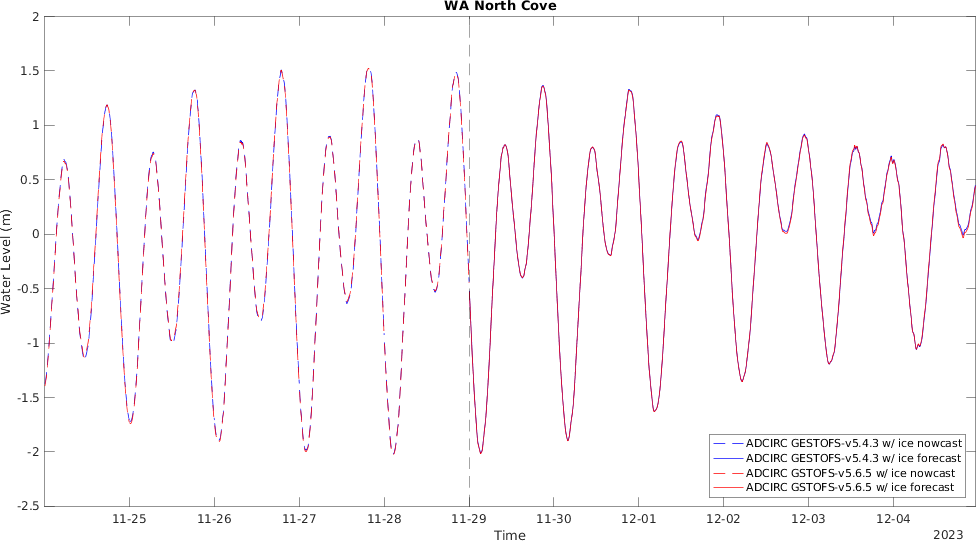 WA North Cove
2
1.5
1
0.5
0
-0.5
-1
-1.5
-2
-2.5
Water Level (m)
11-25 11-26 11-27 11-28 11-29 11-30 12-01 12-02 12-03 12-04
Time
2023
ADCIRC GESTOFS-v5.4.3 w/ ice nowcast
ADCIRC GESTOFS-v5.4.3 w/ ice forecast
ADCIRC GSTOFS-v5.6.5 w/ ice nowcast
ADCIRC GSTOFS-v5.6.5 w/ ice forecast